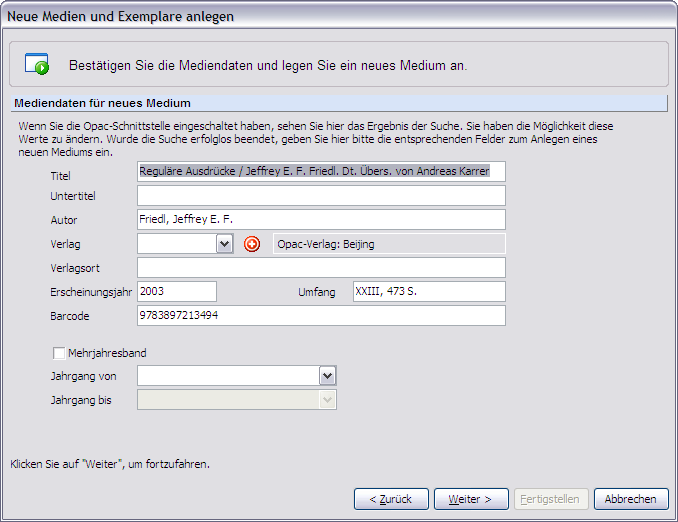 Neue Medien und Exemplare anlegen
Bestätigen Sie die Mediendaten und legen Sie ein neues Medium an.
Mediendaten für neues Medium
Wenn Sie die Opac-Schnittstelle eingeschaltet haben, sehen Sie hier das Ergebnis der Suche. Sie haben die Möglichkeit diese
Werte zu ändern. Wurde die Suche erfolglos beendet, geben Sie hier bitte die entsprechenden Felder zum Anlegen eines
neuen Mediums ein.
Titel Reguläre Ausdrücke / Jeffrey E. F. Friedl. Dt. Übers. von Andreas Karrer
Untertitel
Autor Friedl, Jeffrey E. F.
Verlag Opac-Verlag: Beijing
Verlagsort
Erscheinungsjahr 2003 Umfang XXIII, 473 S.
Barcode 9783897213494
Mehrjahresband
Jahrgang von
Jahrgang bis
Klicken Sie auf "Weiter", um fortzufahren.
< Zurück Weiter > Fertigstellen Abbrechen